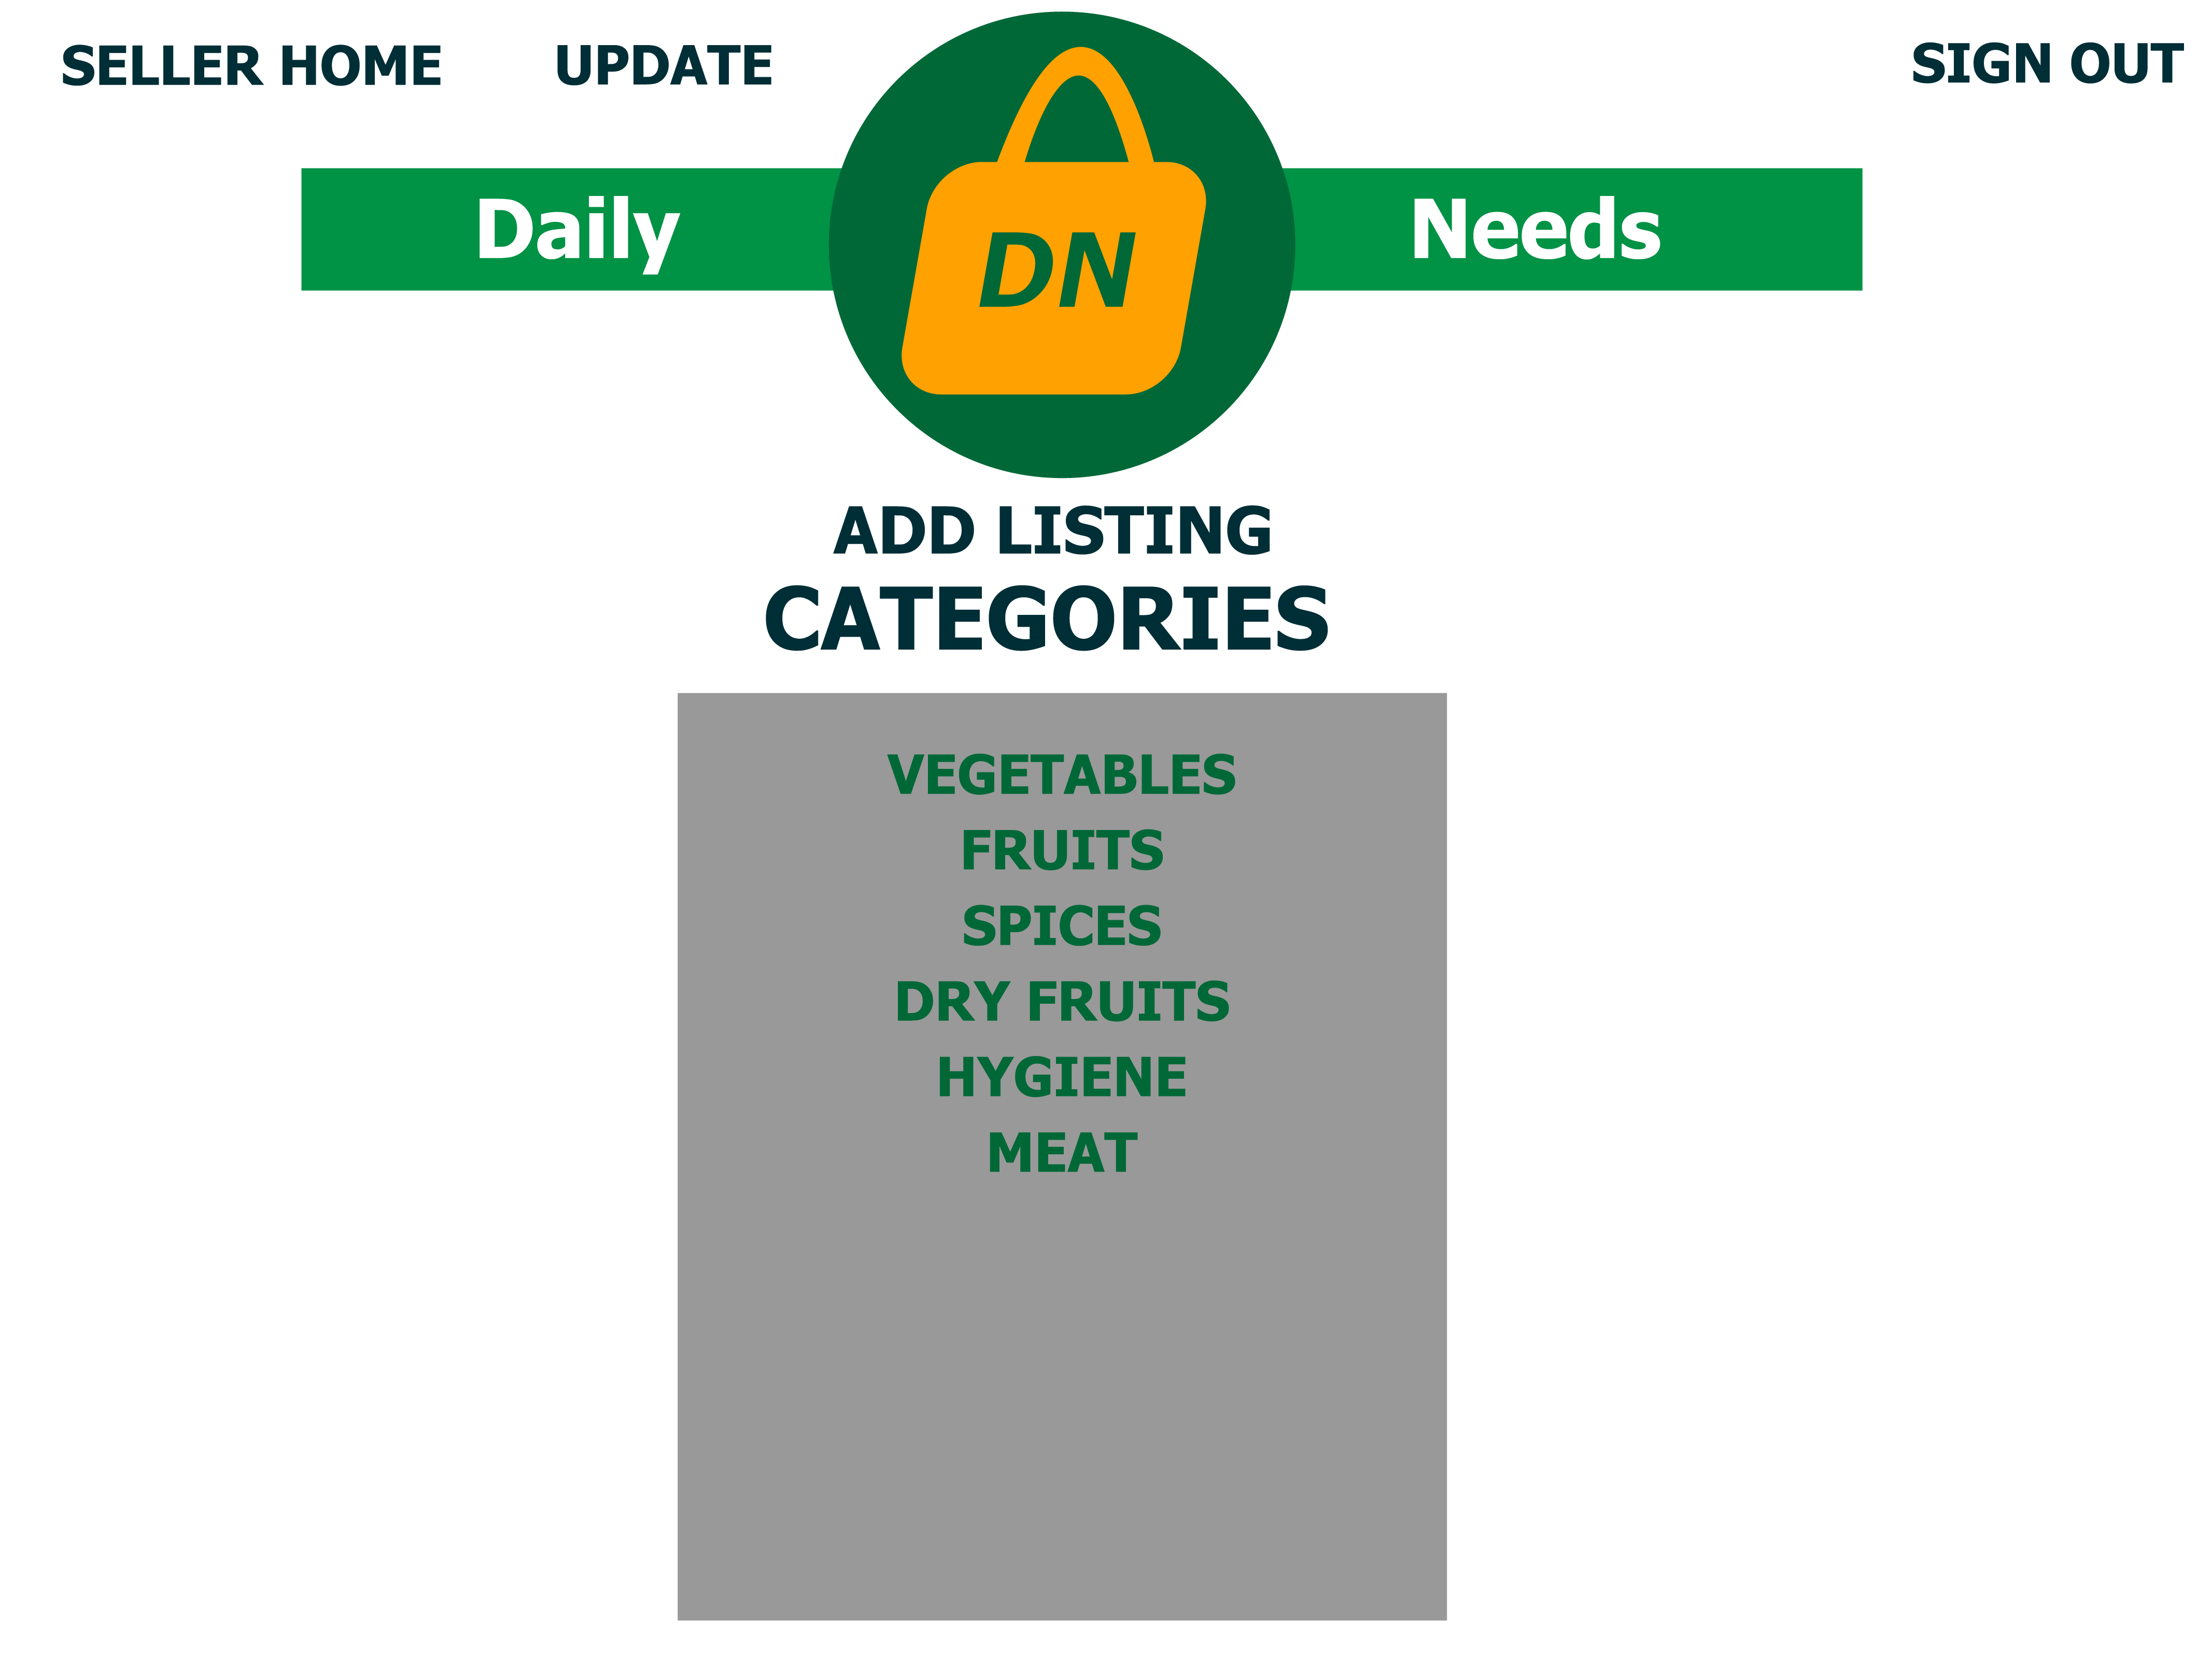 SELLER HOME UPDATE SIGN OUT
Daily DN Needs
ADD LISTING
CATEGORIES
VEGETABLES
FRUITS
SPICES
DRY FRUITS
HYGIENE
MEAT